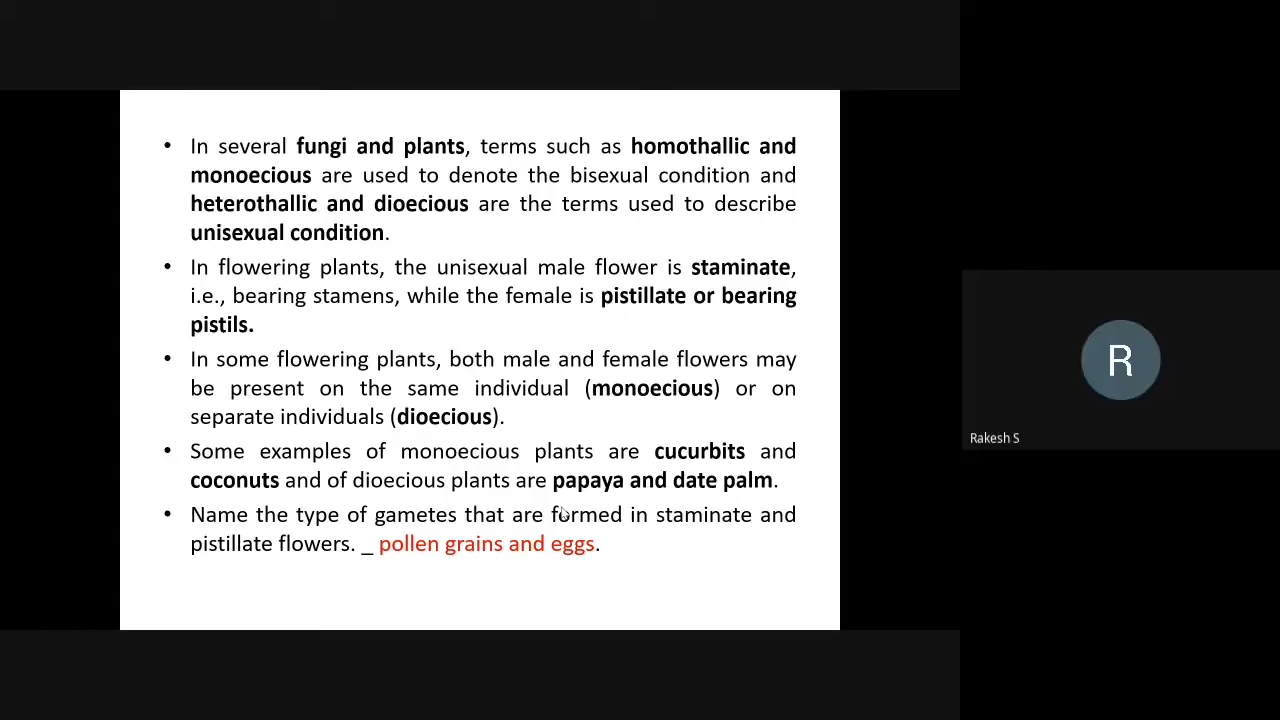 • In several fungi and plants, terms such as homothallic and
monoecious are used to denote the bisexual condition and
heterothallic and dioecious are the terms used to describe
unisexual condition.
• In flowering plants, the unisexual male flower is staminate,
i.e., bearing stamens, while the female is pistillate or bearing
pistils.
• In some flowering plants, both male and female flowers may
be present on the same individual (monoecious) or on
separate individuals (dioecious).
• Some examples of monoecious plants are cucurbits and
coconuts and of dioecious plants are papaya and date palm.
• Name the type of gametes that are formed in staminate and
pistillate flowers. _ pollen grains and eggs.
R
Rakesh S